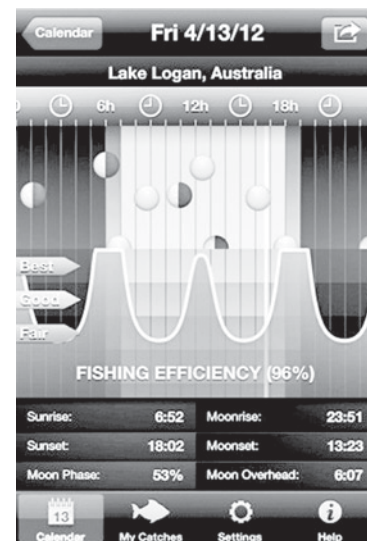 Calendar Fri 4/13/12
Lake Logan, Australia
0 6h 12h 18h
Best
Good
Fair
FISHING EFFICIENCY (96%)
Sunrise: 6:52 Moonrise: 23:51
Sunset: 18:02 Moonset: 13:23
Moon Phase: 53% Moon Overhead: 6:07
13
Calendar My Catches Settings Help